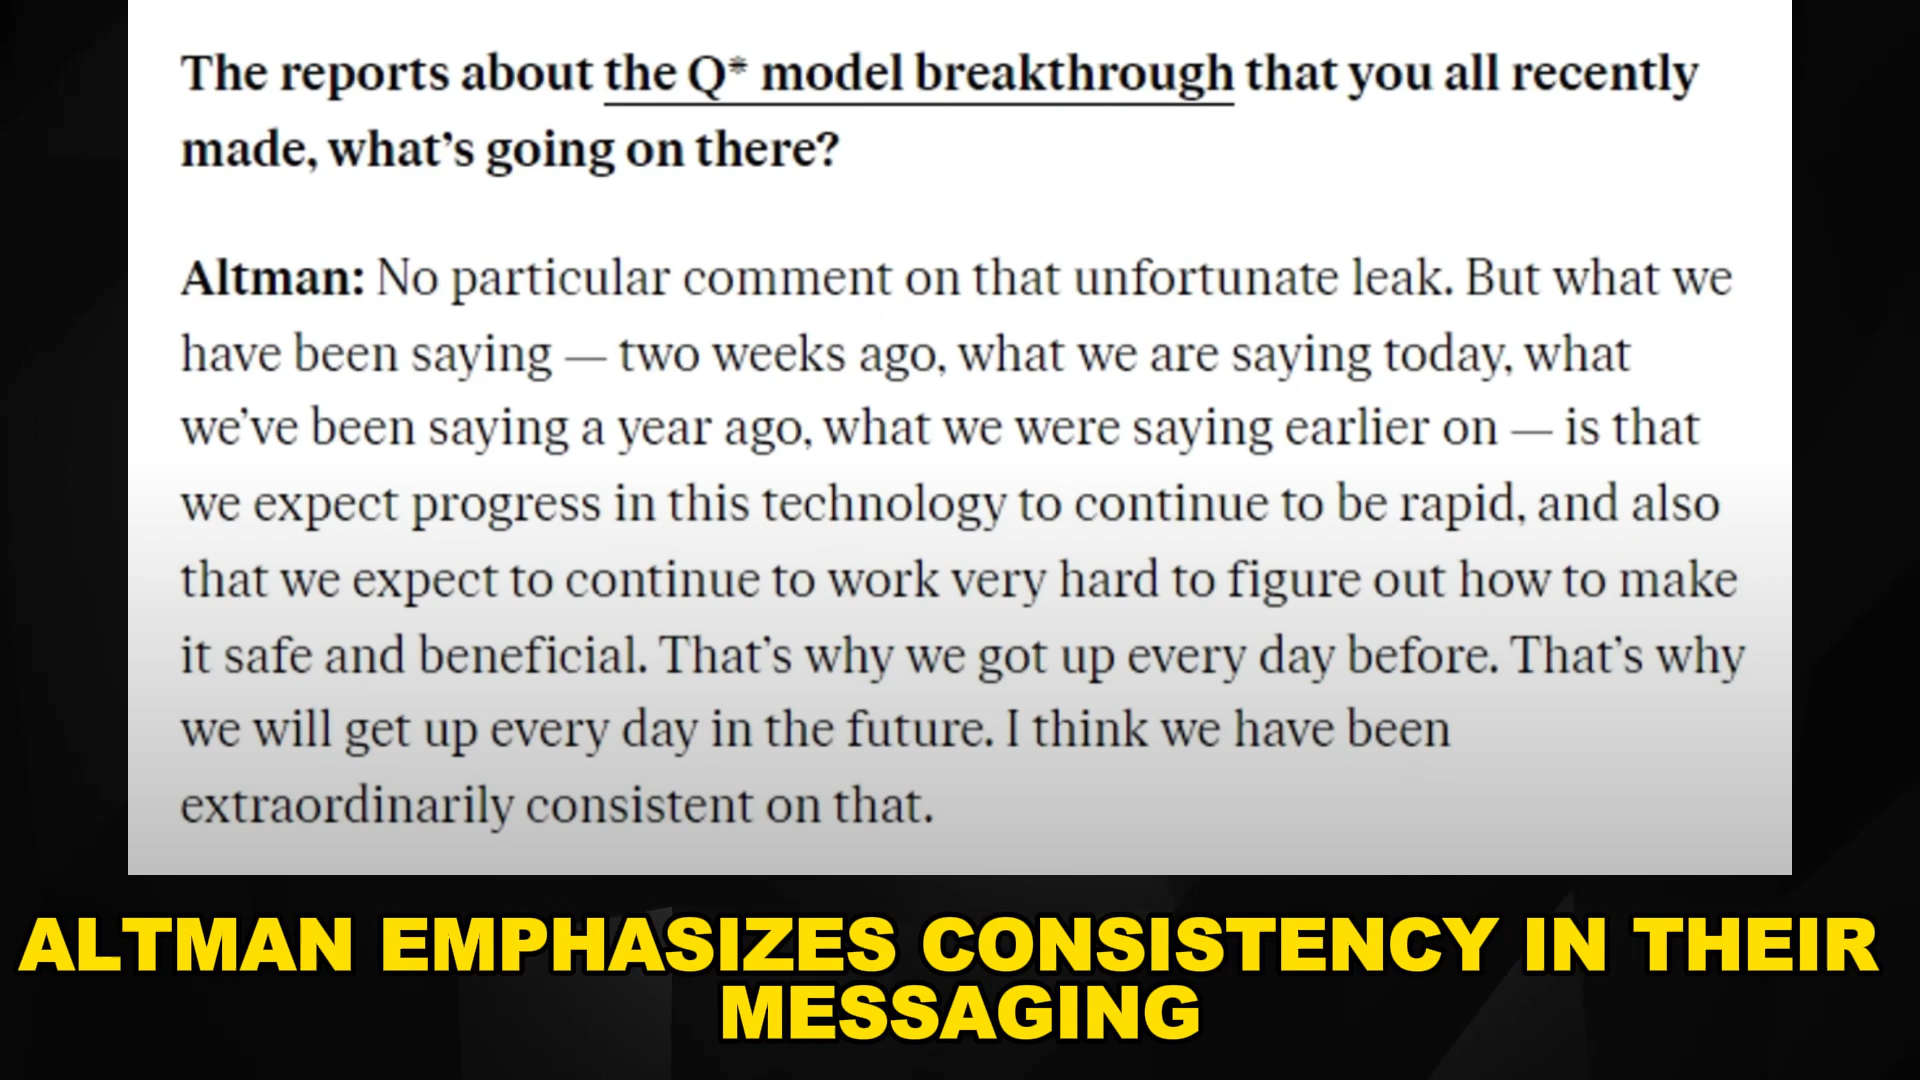 The reports about the Q* model breakthrough that you all recently
made, what’s going on there?
Altman: No particular comment on that unfortunate leak. But what we
have been saying — two weeks ago, what we are saying today, what
we’ve been saying a year ago, what we were saying earlier on — is that
we expect progress in this technology to continue to be rapid, and also
that we expect to continue to work very hard to figure out how to make
it safe and beneficial. That’s why we got up every day before. That’s why
we will get up every day in the future. I think we have been
extraordinarily consistent on that.
ALTMAN EMPHASIZES CONSISTENCY IN THEIR
MESSAGING